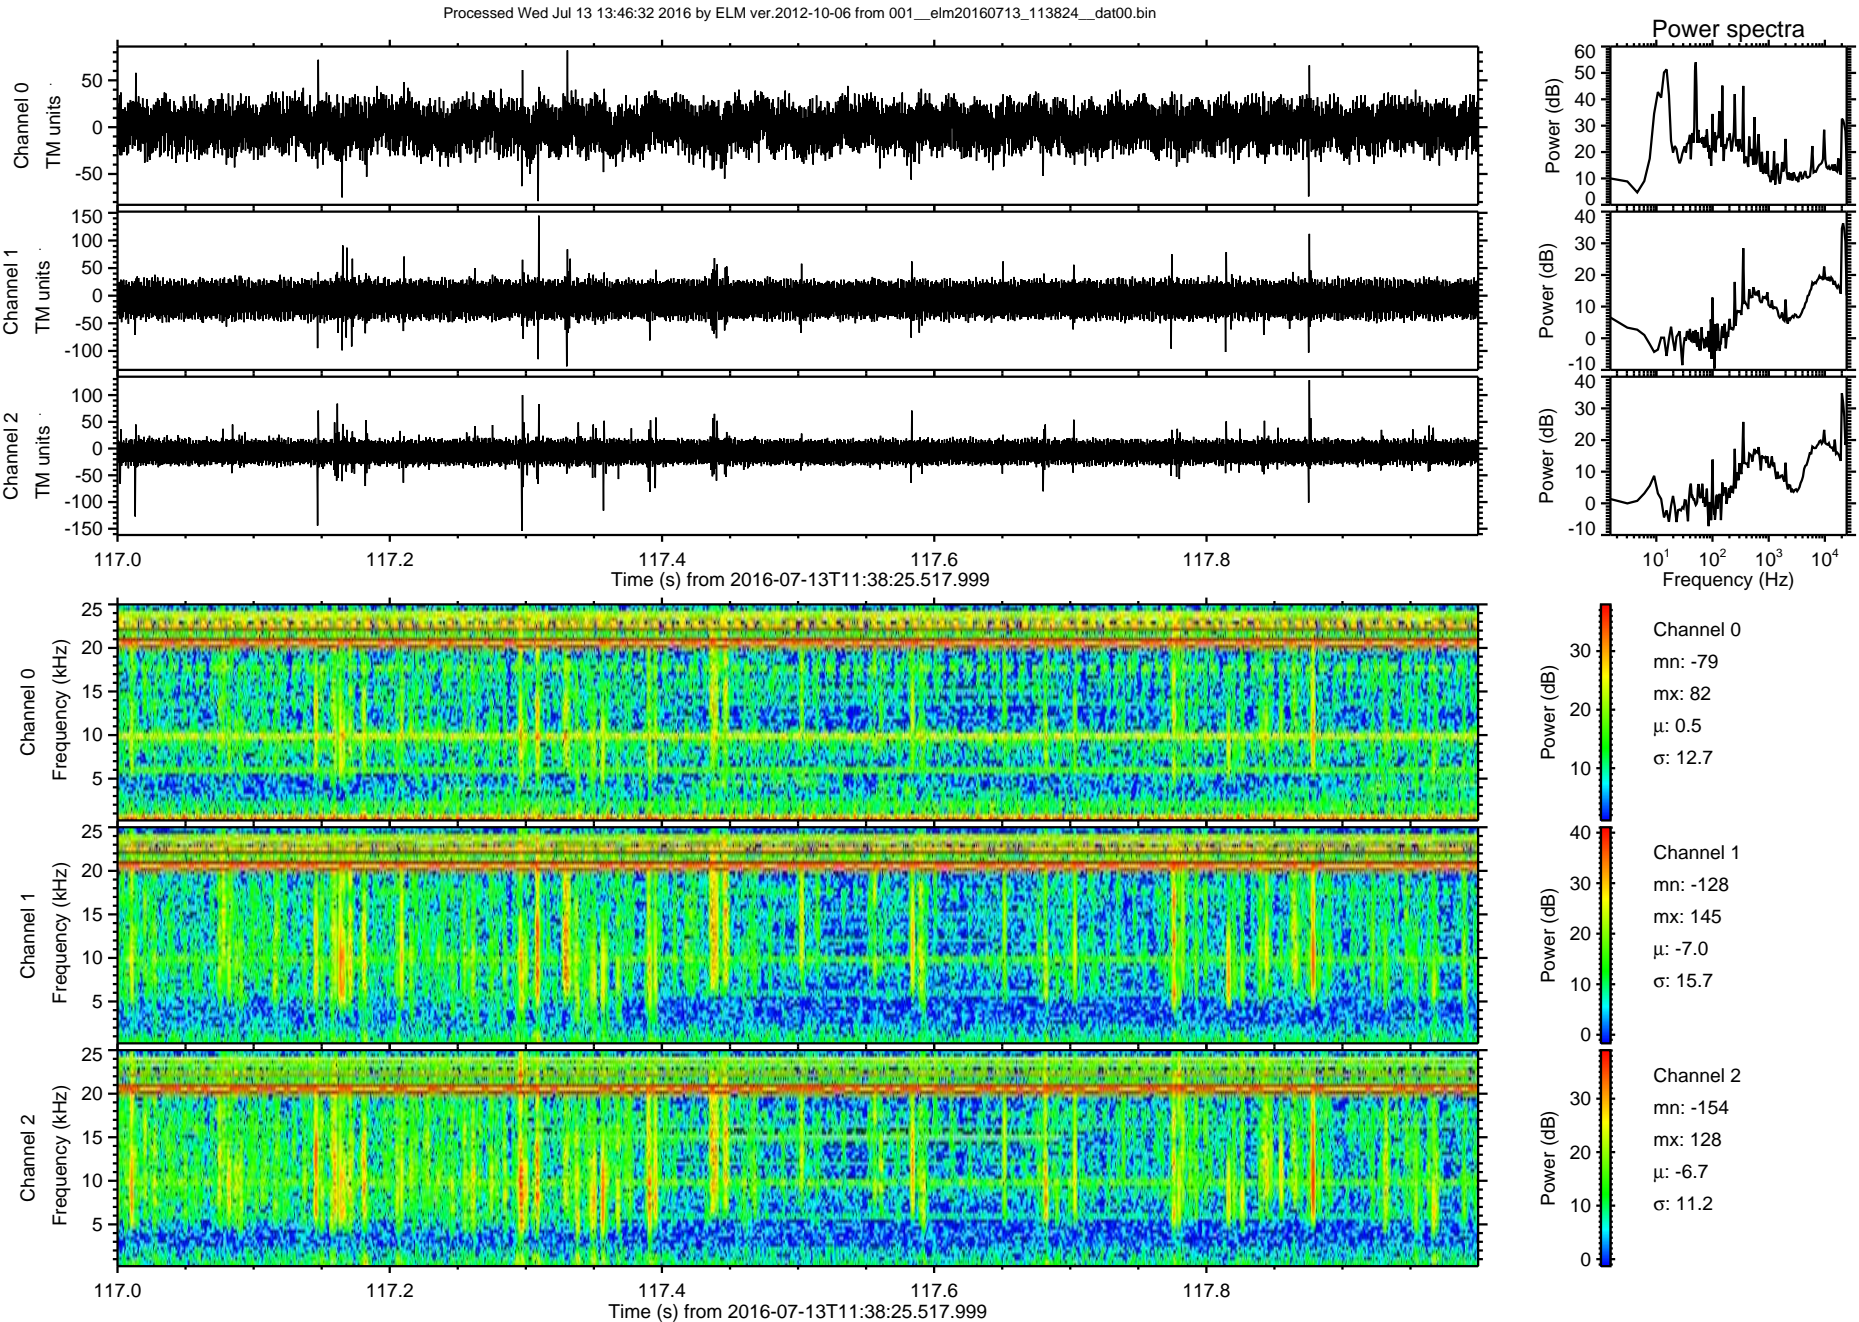 Processed Wed Jul 13 13:46:32 2016 by ELM ver.2012-10-06 from 001__elm20160713_113824__dat00.bin
Power spectra
Channel 0
TM units
50
0
-50
Power (dB)
60
50
40
30
20
10
0
Channel 1
TM units
150
100
50
0
-50
-100
Power (dB)
40
30
20
10
0
-10
Channel 2
TM units
100
50
0
-50
-100
-150
Power (dB)
40
30
20
10
0
-10
117.0 117.2 117.4 117.6 117.8
Time (s) from 2016-07-13T11:38:25.517.999
10^1 10^2 10^3 10^4
Frequency (Hz)
Channel 0
Frequency (kHz)
25
20
15
10
5
Power (dB)
30
20
10
Channel 0
mn: -79
mx: 82
μ: 0.5
σ: 12.7
Channel 1
Frequency (kHz)
25
20
15
10
5
Power (dB)
40
30
20
10
0
Channel 1
mn: -128
mx: 145
μ: -7.0
σ: 15.7
Channel 2
Frequency (kHz)
25
20
15
10
5
Power (dB)
30
20
10
0
Channel 2
mn: -154
mx: 128
μ: -6.7
σ: 11.2
117.0 117.2 117.4 117.6 117.8
Time (s) from 2016-07-13T11:38:25.517.999